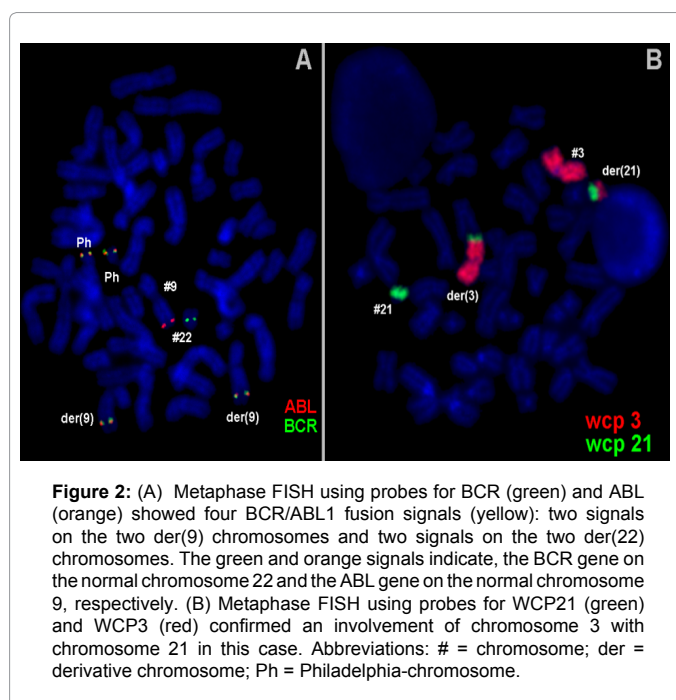 A
Ph
Ph
#9
#22
der(9)
der(9)
ABL
BCR
B
#3
der(21)
der(3)
#21
wcp 3
wcp 21
Figure 2: (A) Metaphase FISH using probes for BCR (green) and ABL
(orange) showed four BCR/ABL1 fusion signals (yellow): two signals
on the two der(9) chromosomes and two signals on the two der(22)
chromosomes. The green and orange signals indicate, the BCR gene on
the normal chromosome 22 and the ABL gene on the normal chromosome
9, respectively. (B) Metaphase FISH using probes for WCP21 (green)
and WCP3 (red) confirmed an involvement of chromosome 3 with
chromosome 21 in this case. Abbreviations: # = chromosome; der =
derivative chromosome; Ph = Philadelphia-chromosome.